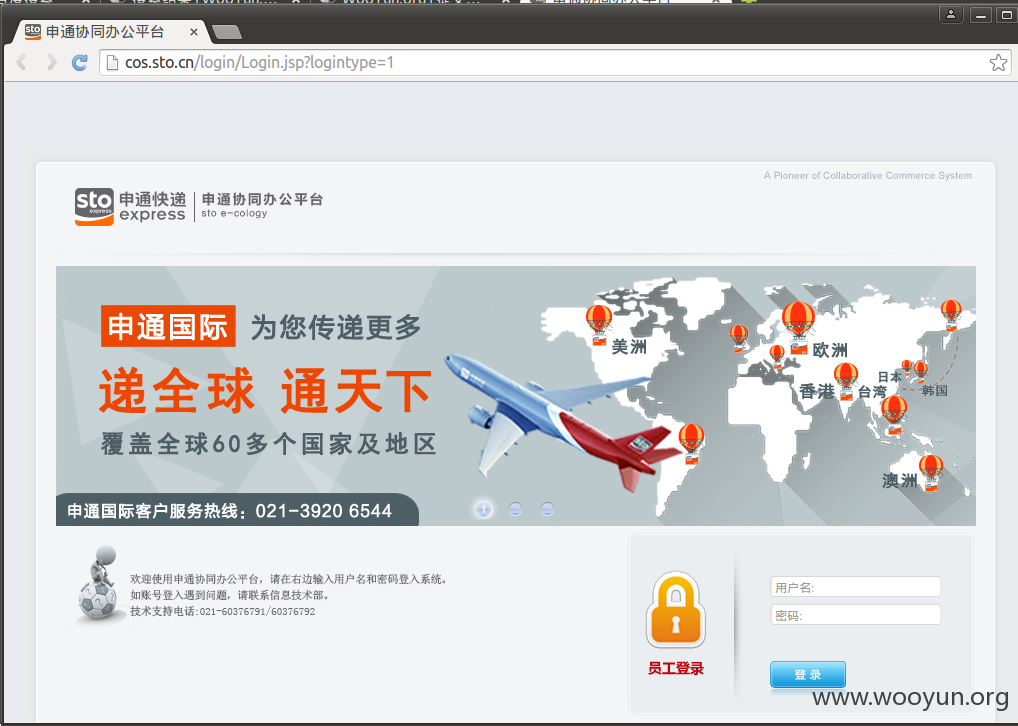 申通协同办公平台
cos.sto.cn/login/Login.jsp?logintype=1
A Pioneer of Collaborative Commerce System
sto express
申通快递
express
申通协同办公平台
sto e-cology
申通国际 为您传递更多
递全球 通天下
覆盖全球60多个国家及地区
美洲
欧洲
香港
日本
台湾
韩国
澳洲
申通国际客户服务热线：021-3920 6544
1
欢迎使用申通协同办公平台，请在右边输入用户名和密码登入系统。
如账号登入遇到问题，请联系信息技术部。
技术支持电话:021-60376791/60376792
用户名:
密码:
员工登录
登 录
www.wooyun.org